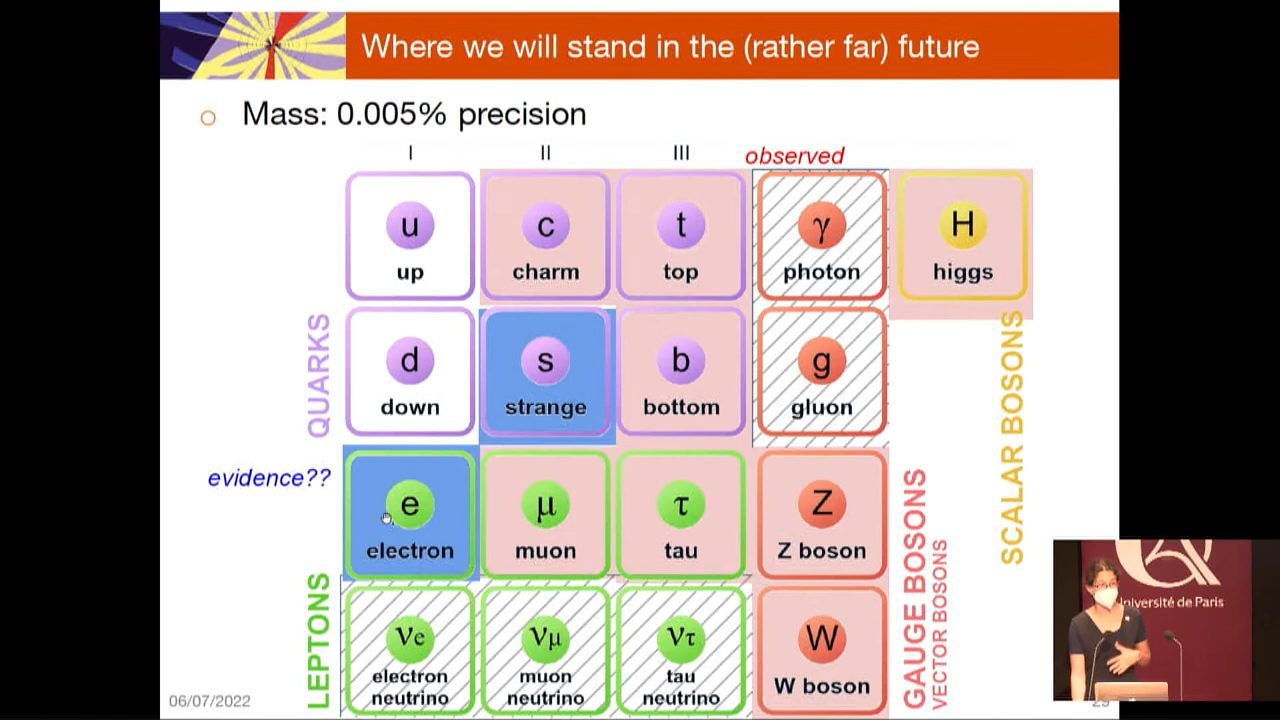 Where we will stand in the (rather far) future
Mass: 0.005% precision
I II III observed
u c t γ H
up charm top photon higgs
QUARKS
d s b g
down strange bottom gluon
SCALAR BOSONS
evidence??
e μ τ Z
electron muon tau Z boson
LEPTONS
νe νμ ντ W
electron neutrino muon neutrino tau neutrino W boson
GAUGE BOSONS
VECTOR BOSONS
Université de Paris
06/07/2022
29